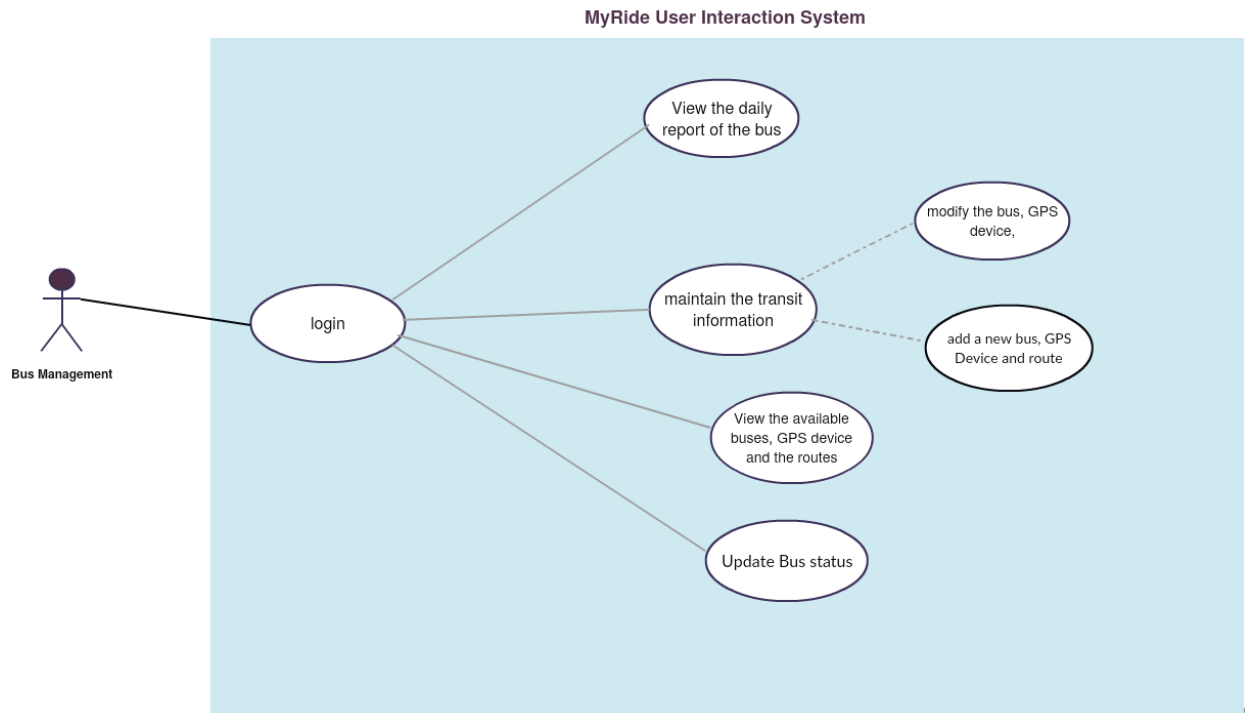 MyRide User Interaction System
View the daily
report of the bus
modify the bus, GPS
device,
login
maintain the transit
information
add a new bus, GPS
Device and route
Bus Management
View the available
buses, GPS device
and the routes
Update Bus status